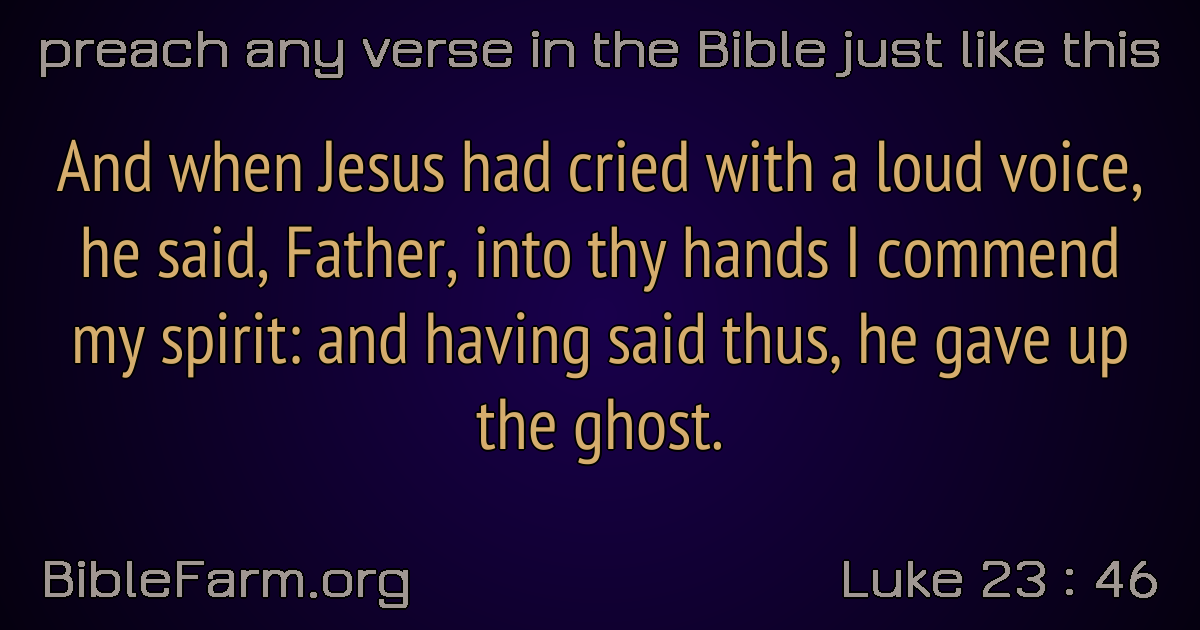 preach any verse in the Bible just like this
And when Jesus had cried with a loud voice,
he said, Father, into thy hands I commend
my spirit: and having said thus, he gave up
the ghost.
BibleFarm.org
Luke 23 : 46